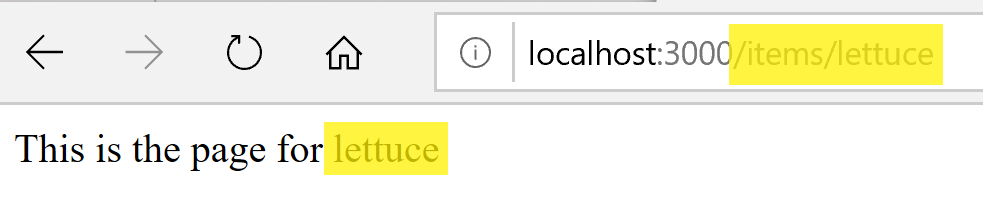 localhost:3000/items/lettuce
This is the page for lettuce